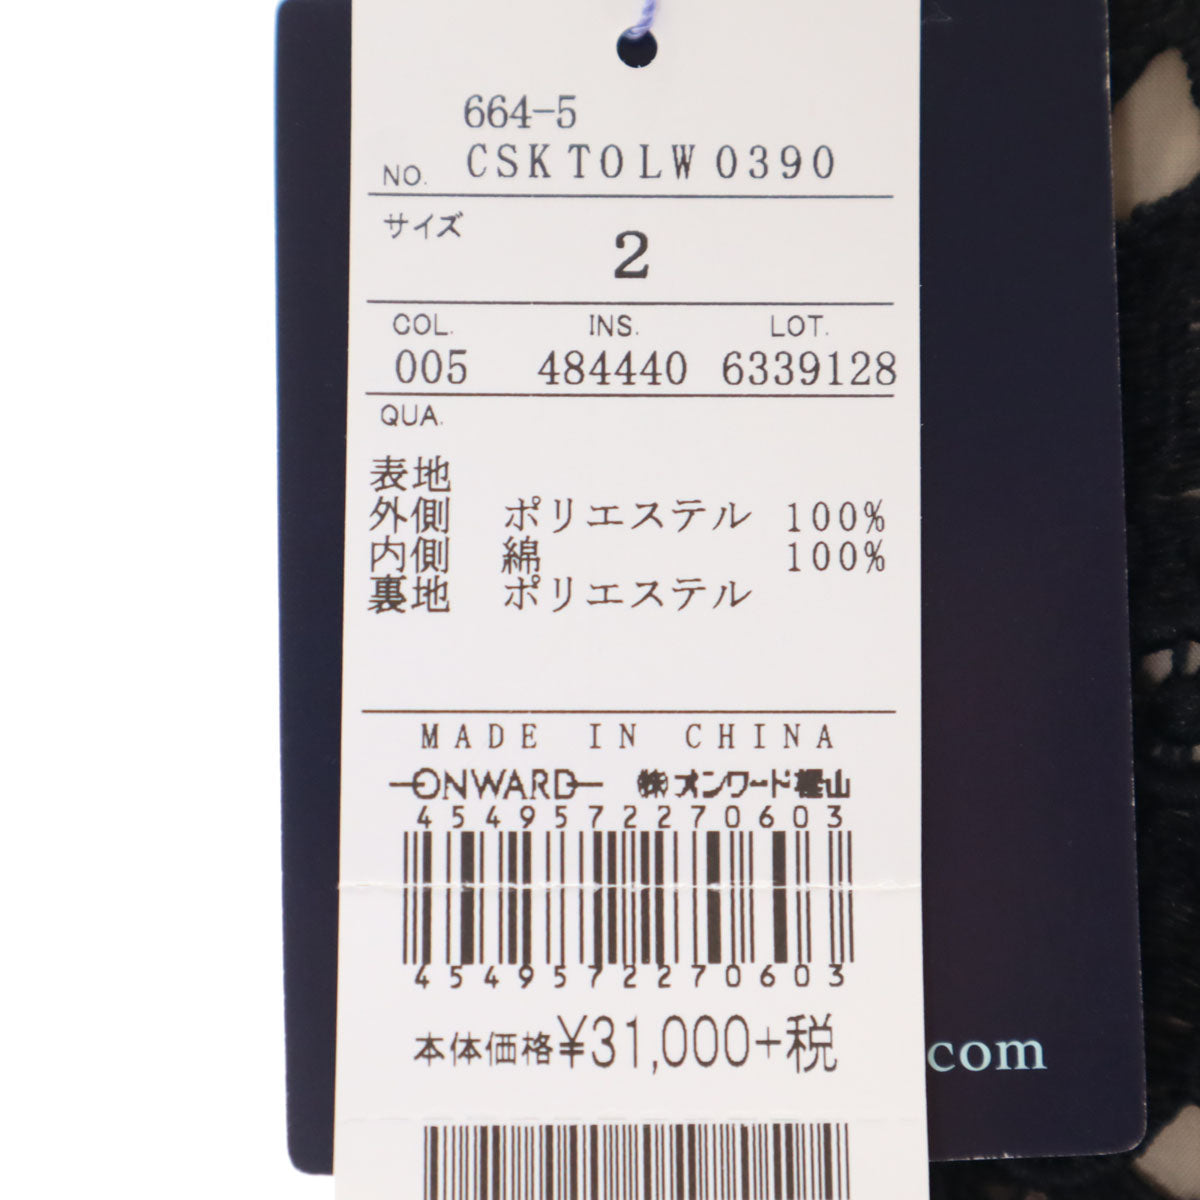 664-5
NO. CSKTOLW0390
サイズ
2
COL. INS. LOT.
005 484440 6339128
QUA.
表地
外側 ポリエステル 100%
内側 綿 100%
裏地 ポリエステル
MADE IN CHINA
ONWARD ㈱オンワード樫山
4549572270603
4549572270603
本体価格¥31,000+税
.com